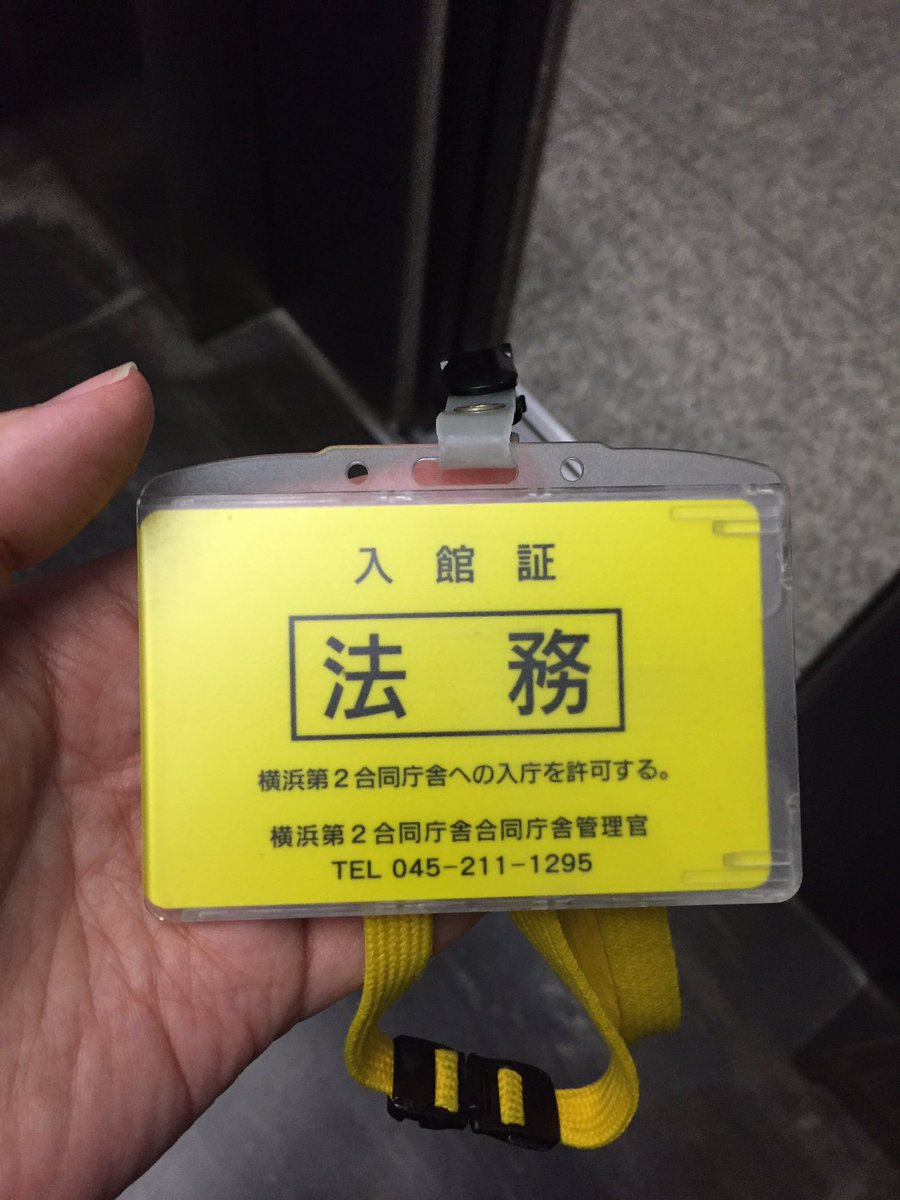 入館証
法務
横浜第2合同庁舎への入庁を許可する。
横浜第2合同庁舎合同庁舎管理官
TEL 045-211-1295